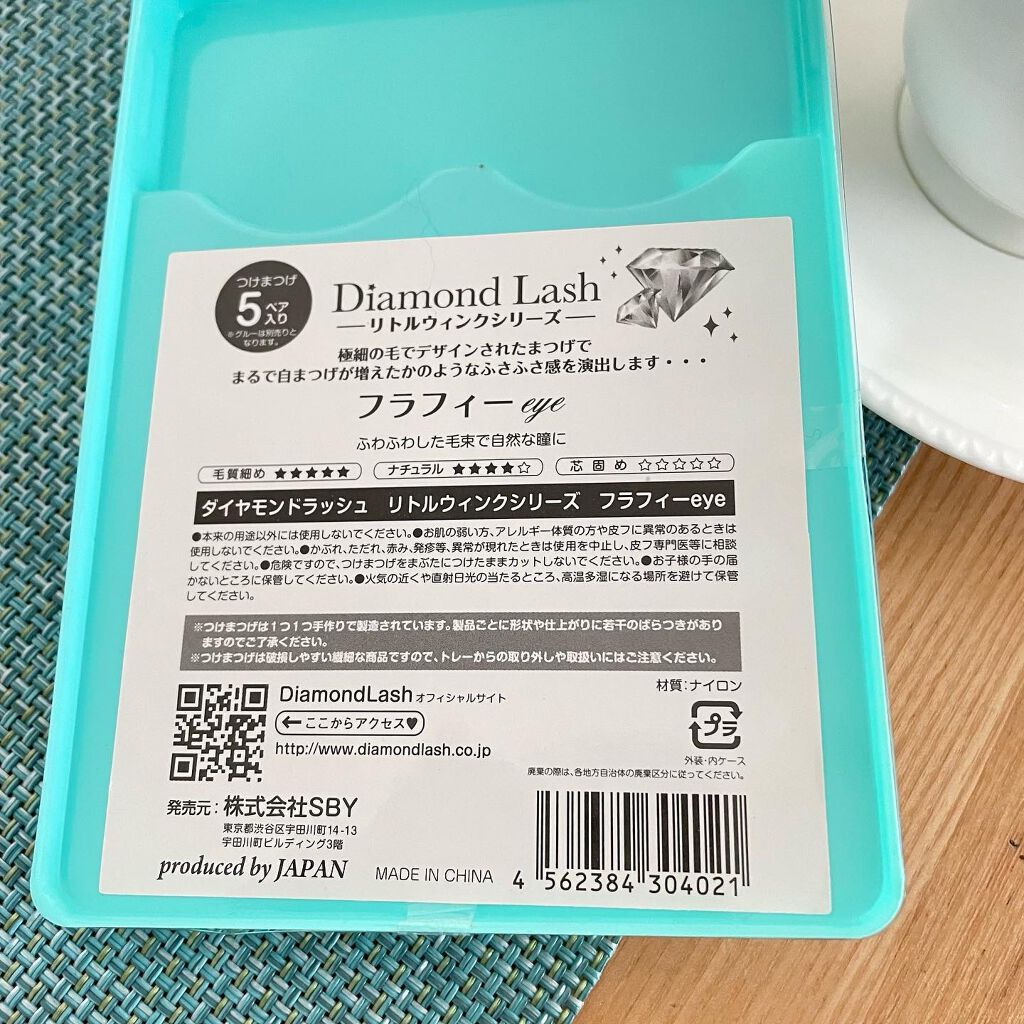 つけまつげ
5ペア入り
※グルーは別売りと
なります。
Diamond Lash
リトルウィンクシリーズ
極細の毛でデザインされたまつげで
まるで自まつげが増えたかのようなふさふさ感を演出します・・・
フラフィーeye
ふわふわした毛束で自然な瞳に
毛質細め ★★★★★ ナチュラル ★★★★☆ 芯固め ☆☆☆☆☆
ダイヤモンドラッシュ リトルウィンクシリーズ フラフィーeye
●本来の用途以外には使用しないでください。●お肌の弱い方、アレルギー体質の方や皮フに異常のあるときは
使用しないでください。●かぶれ、ただれ、赤み、発疹等、異常が現れたときは使用を中止し、皮フ専門医等に相談
してください。●危険ですので、つけまつげをまぶたにつけたままカットしないでください。●お子様の手の届
かないところに保管してください。●火気の近くや直射日光の当たるところ、高温多湿になる場所を避けて保管
してください。
※つけまつげは1つ1つ手作りで製造されています。製品ごとに形状や仕上がりに若干のばらつきがあり
ますのでご了承ください。
※つけまつげは破損しやすい繊細な商品ですので、トレーからの取り外しや取扱いにはご注意ください。
DiamondLash オフィシャルサイト
←ここからアクセス♥
http://www.diamondlash.co.jp
材質:ナイロン
プラ
外装・内ケース
廃棄の際は、各地方自治体の廃棄区分に従ってください。
発売元:株式会社SBY
東京都渋谷区宇田川町14-13
宇田川町ビルディング3階
produced by JAPAN
MADE IN CHINA
4 562384 304021